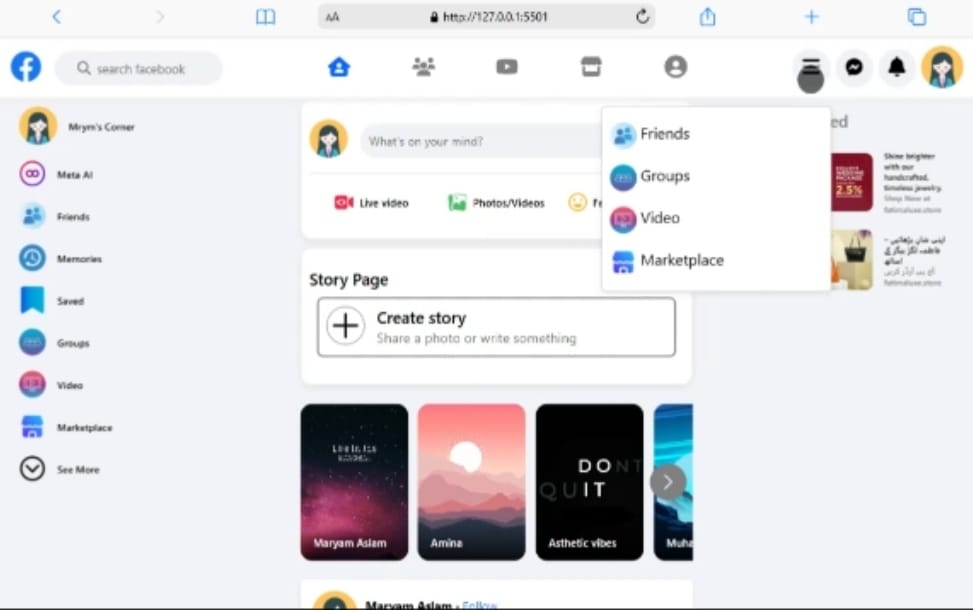 AA
http://127.0.0.1:5501
search facebook
Mrym's Corner
Meta AI
Friends
Memories
Saved
Groups
Video
Marketplace
See More
What's on your mind?
Live video
Photos/Videos
Fe
Story Page
Create story
Share a photo or write something
Maryam Aslam
Amina
DONT
QUIT
Asthetic vibes
Muha
Maryam Aslam · Follow
Friends
Groups
Video
Marketplace
ed
2.5%
Shine brighter
with our
handcrafted,
timeless jewelry.
Shop Now at
fatimaluxe.store